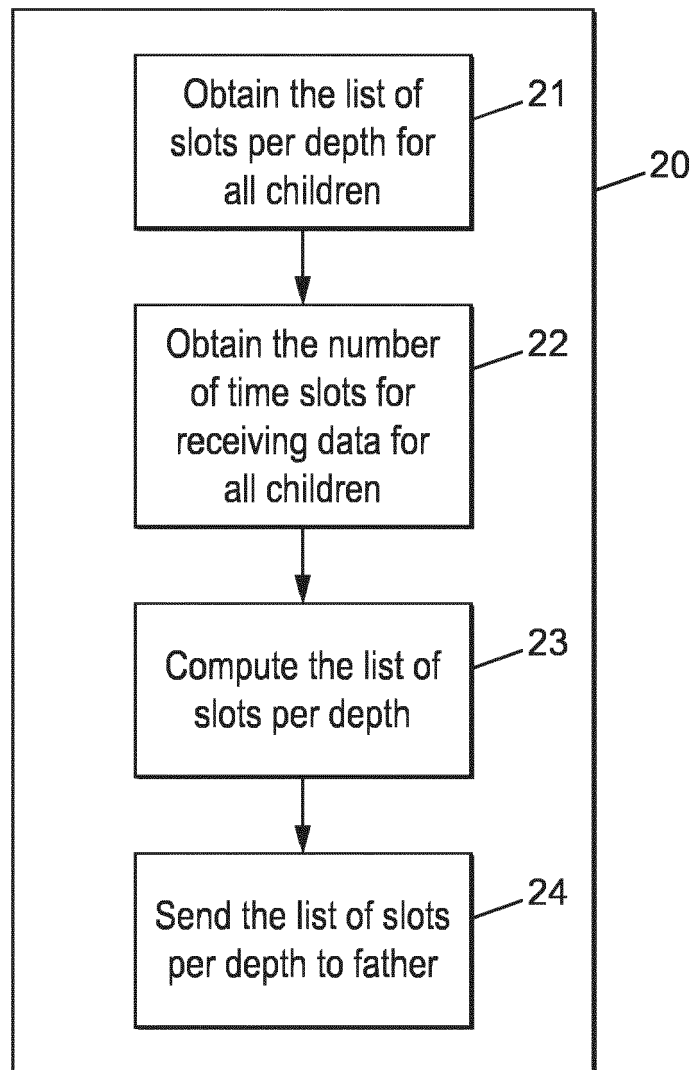 Obtain the list of
slots per depth for
all children
21
20
Obtain the number
of time slots for
receiving data for
all children
22
Compute the list of
slots per depth
23
Send the list of slots
per depth to father
24